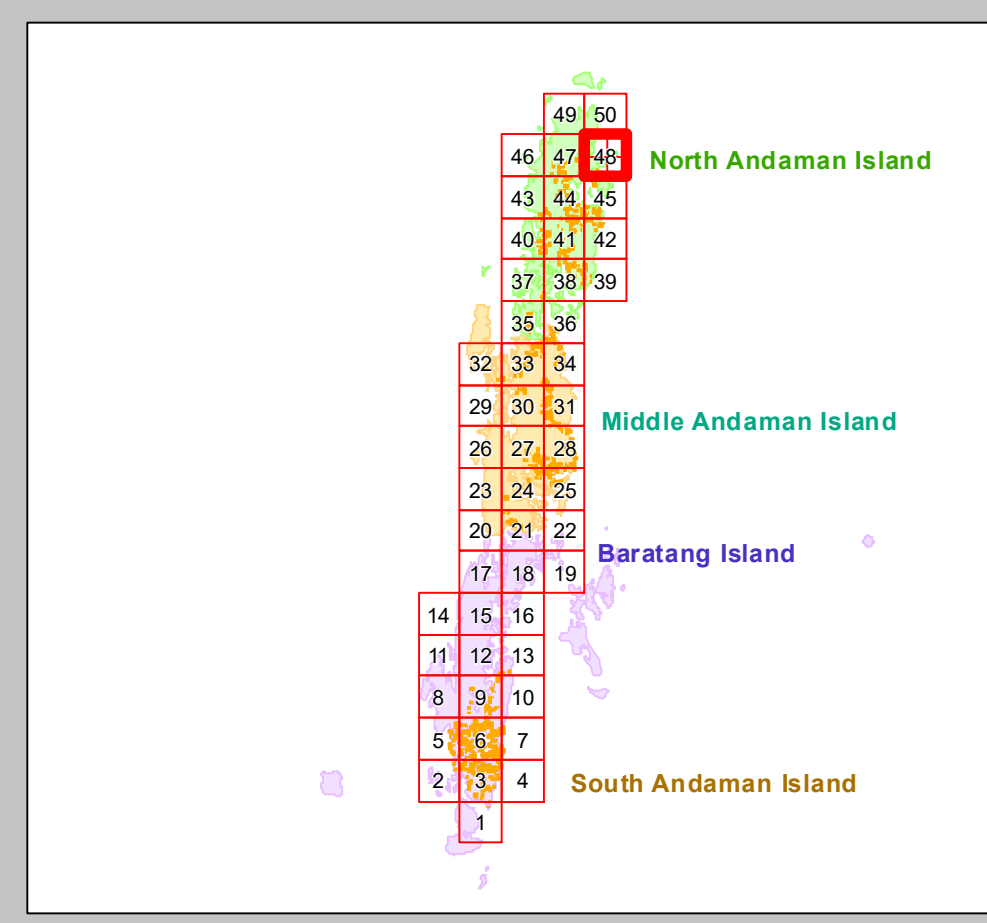 49 50
46 47 48 North Andaman Island
43 44 45
40 41 42
37 38 39
35 36
32 33 34
29 30 31 Middle Andaman Island
26 27 28
23 24 25
20 21 22
Baratang Island
17 18 19
14 15 16
11 12 13
8 9 10
5 6 7
2 3 4 South Andaman Island
1